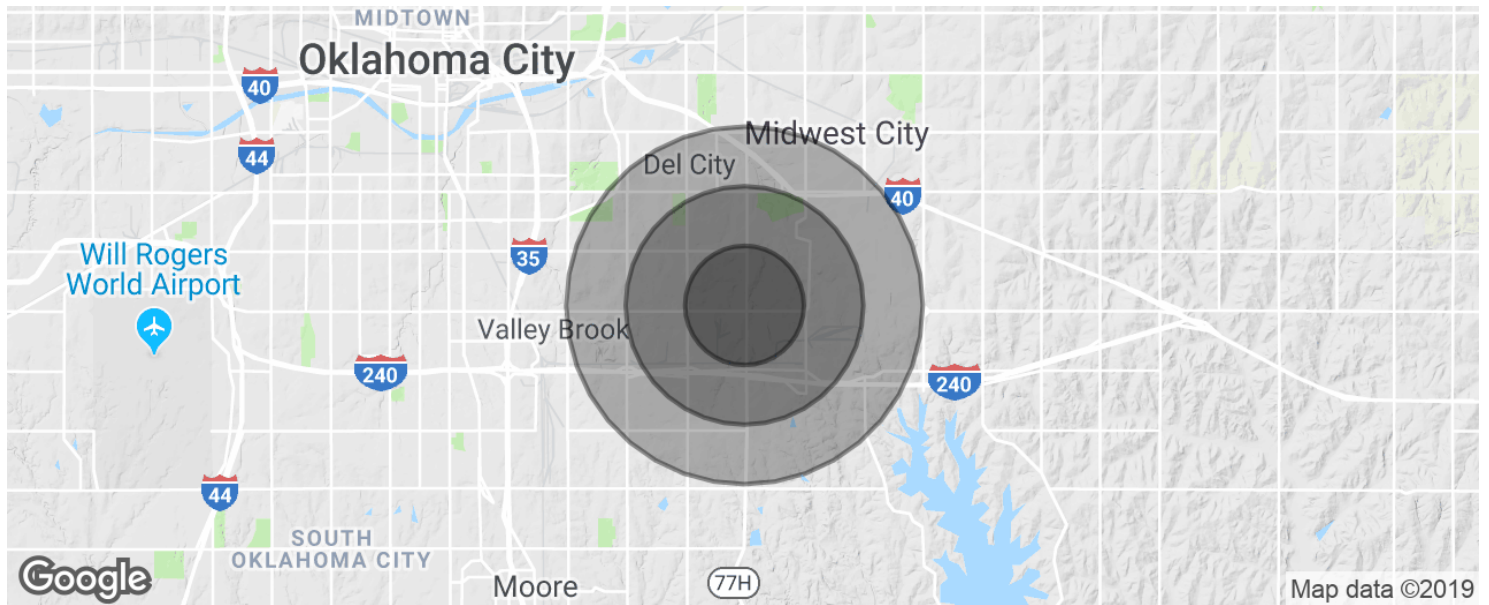 MIDTOWN
Oklahoma City
40
44
Midwest City
Del City
40
35
Will Rogers
World Airport
Valley Brook
240
240
44
SOUTH
OKLAHOMA CITY
Moore
77H
Google
Map data ©2019